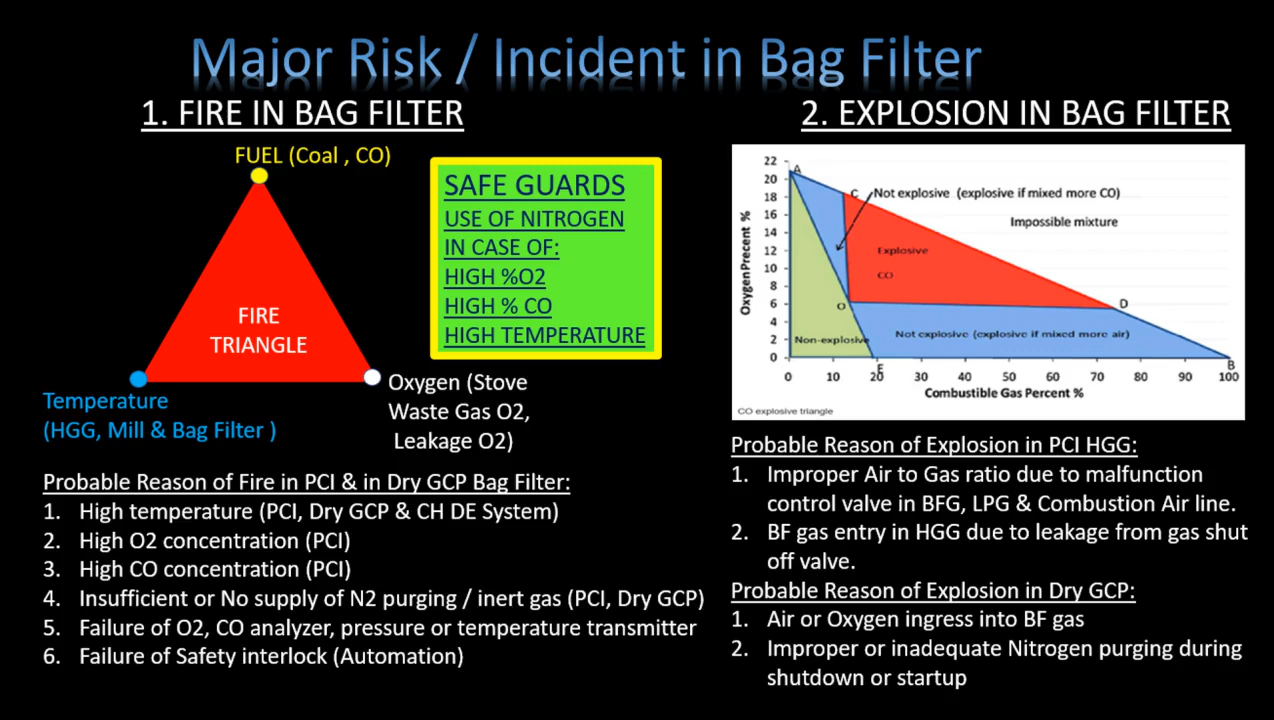 Major Risk / Incident in Bag Filter
1. FIRE IN BAG FILTER
FUEL (Coal , CO)
FIRE
TRIANGLE
Temperature
(HGG, Mill & Bag Filter )
Oxygen (Stove
Waste Gas O2,
Leakage O2)
SAFE GUARDS
USE OF NITROGEN
IN CASE OF:
HIGH %O2
HIGH % CO
HIGH TEMPERATURE
Probable Reason of Fire in PCI & in Dry GCP Bag Filter:
1. High temperature (PCI, Dry GCP & CH DE System)
2. High O2 concentration (PCI)
3. High CO concentration (PCI)
4. Insufficient or No supply of N2 purging / inert gas (PCI, Dry GCP)
5. Failure of O2, CO analyzer, pressure or temperature transmitter
6. Failure of Safety interlock (Automation)
2. EXPLOSION IN BAG FILTER
Oxygen Precent %
22
20
18
16
14
12
10
8
6
4
2
0
A
C
Not explosive (explosive if mixed more CO)
Impossible mixture
Explosive
CO
O
D
Not explosive (explosive if mixed more air)
Non-explosive
E
B
0 10 20 30 40 50 60 70 80 90 100
Combustible Gas Percent %
CO explosive triangle
Probable Reason of Explosion in PCI HGG:
1. Improper Air to Gas ratio due to malfunction
control valve in BFG, LPG & Combustion Air line.
2. BF gas entry in HGG due to leakage from gas shut
off valve.
Probable Reason of Explosion in Dry GCP:
1. Air or Oxygen ingress into BF gas
2. Improper or inadequate Nitrogen purging during
shutdown or startup